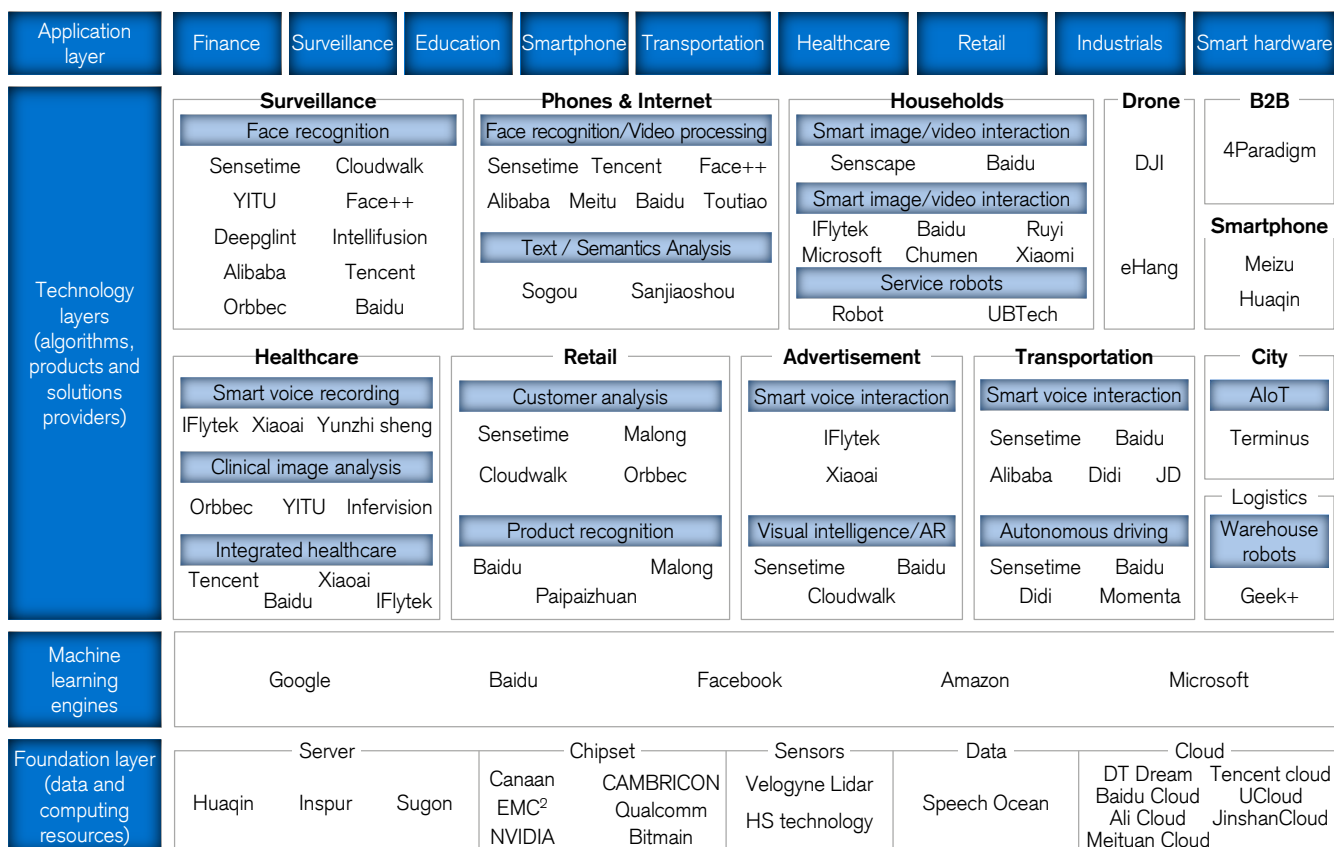 Application
layer
Finance
Surveillance
Education
Smartphone
Transportation
Healthcare
Retail
Industrials
Smart hardware
Technology
layers
(algorithms,
products and
solutions
providers)
Surveillance
Face recognition
Sensetime Cloudwalk
YITU Face++
Deepglint Intellifusion
Alibaba Tencent
Orbbec Baidu
Phones & Internet
Face recognition/Video processing
Sensetime Tencent Face++
Alibaba Meitu Baidu Toutiao
Text / Semantics Analysis
Sogou Sanjiaoshou
Households
Smart image/video interaction
Senscape Baidu
Smart image/video interaction
IFlytek Baidu Ruyi
Microsoft Chumen Xiaomi
Service robots
Robot UBTech
Drone
DJI
eHang
B2B
4Paradigm
Smartphone
Meizu
Huaqin
Healthcare
Smart voice recording
IFlytek Xiaoai Yunzhi sheng
Clinical image analysis
Orbbec YITU Infervision
Integrated healthcare
Tencent Xiaoai
Baidu IFlytek
Retail
Customer analysis
Sensetime Malong
Cloudwalk Orbbec
Product recognition
Baidu Malong
Paipaizhuan
Advertisement
Smart voice interaction
IFlytek
Xiaoai
Visual intelligence/AR
Sensetime Baidu
Cloudwalk
Transportation
Smart voice interaction
Sensetime Baidu
Alibaba Didi JD
Autonomous driving
Sensetime Baidu
Didi Momenta
City
AIoT
Terminus
Logistics
Warehouse
robots
Geek+
Machine
learning
engines
Google Baidu Facebook Amazon Microsoft
Foundation layer
(data and
computing
resources)
Server
Huaqin Inspur Sugon
Chipset
Canaan CAMBRICON
EMC² Qualcomm
NVIDIA Bitmain
Sensors
Velogyne Lidar
HS technology
Data
Speech Ocean
Cloud
DT Dream Tencent cloud
Baidu Cloud UCloud
Ali Cloud JinshanCloud
Meituan Cloud